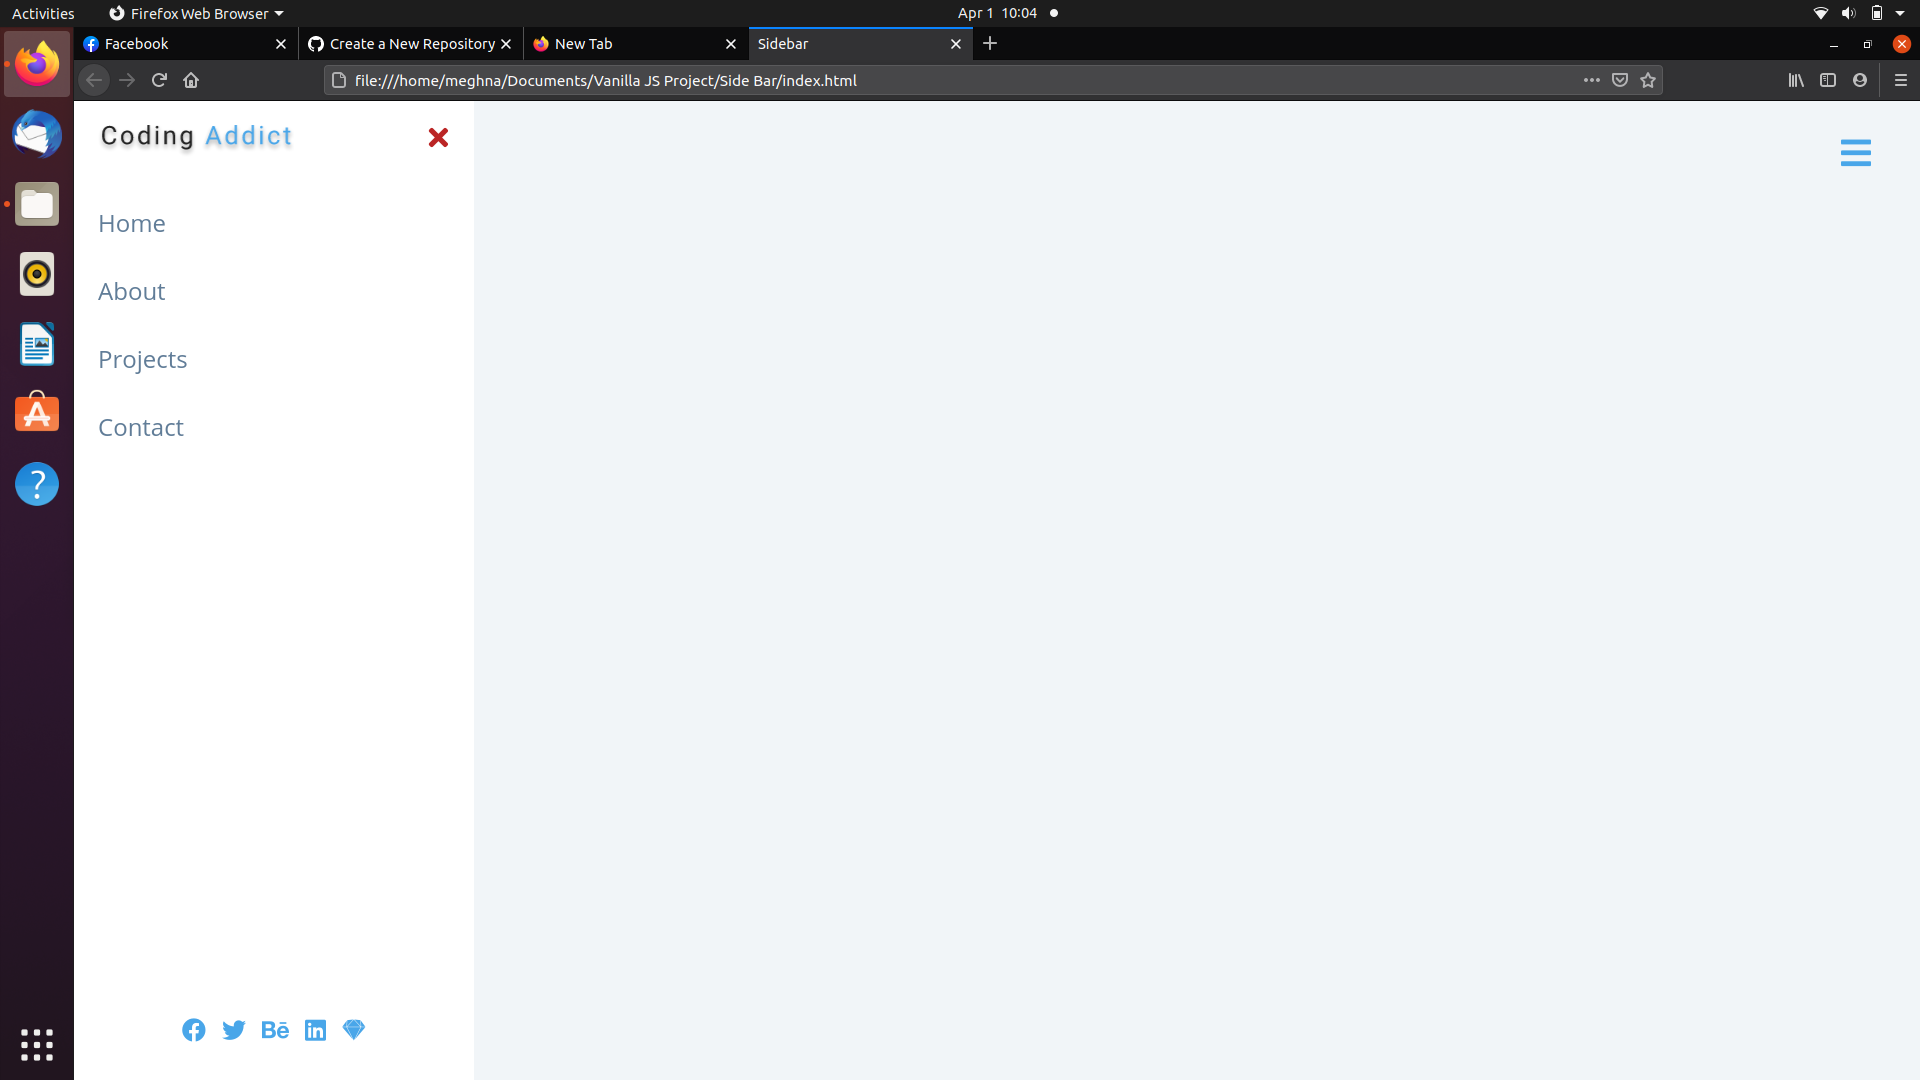 Activities Firefox Web Browser Apr 1 10:04
Facebook Create a New Repository New Tab Sidebar
file:///home/meghna/Documents/Vanilla JS Project/Side Bar/index.html
Coding Addict
Home
About
Projects
Contact